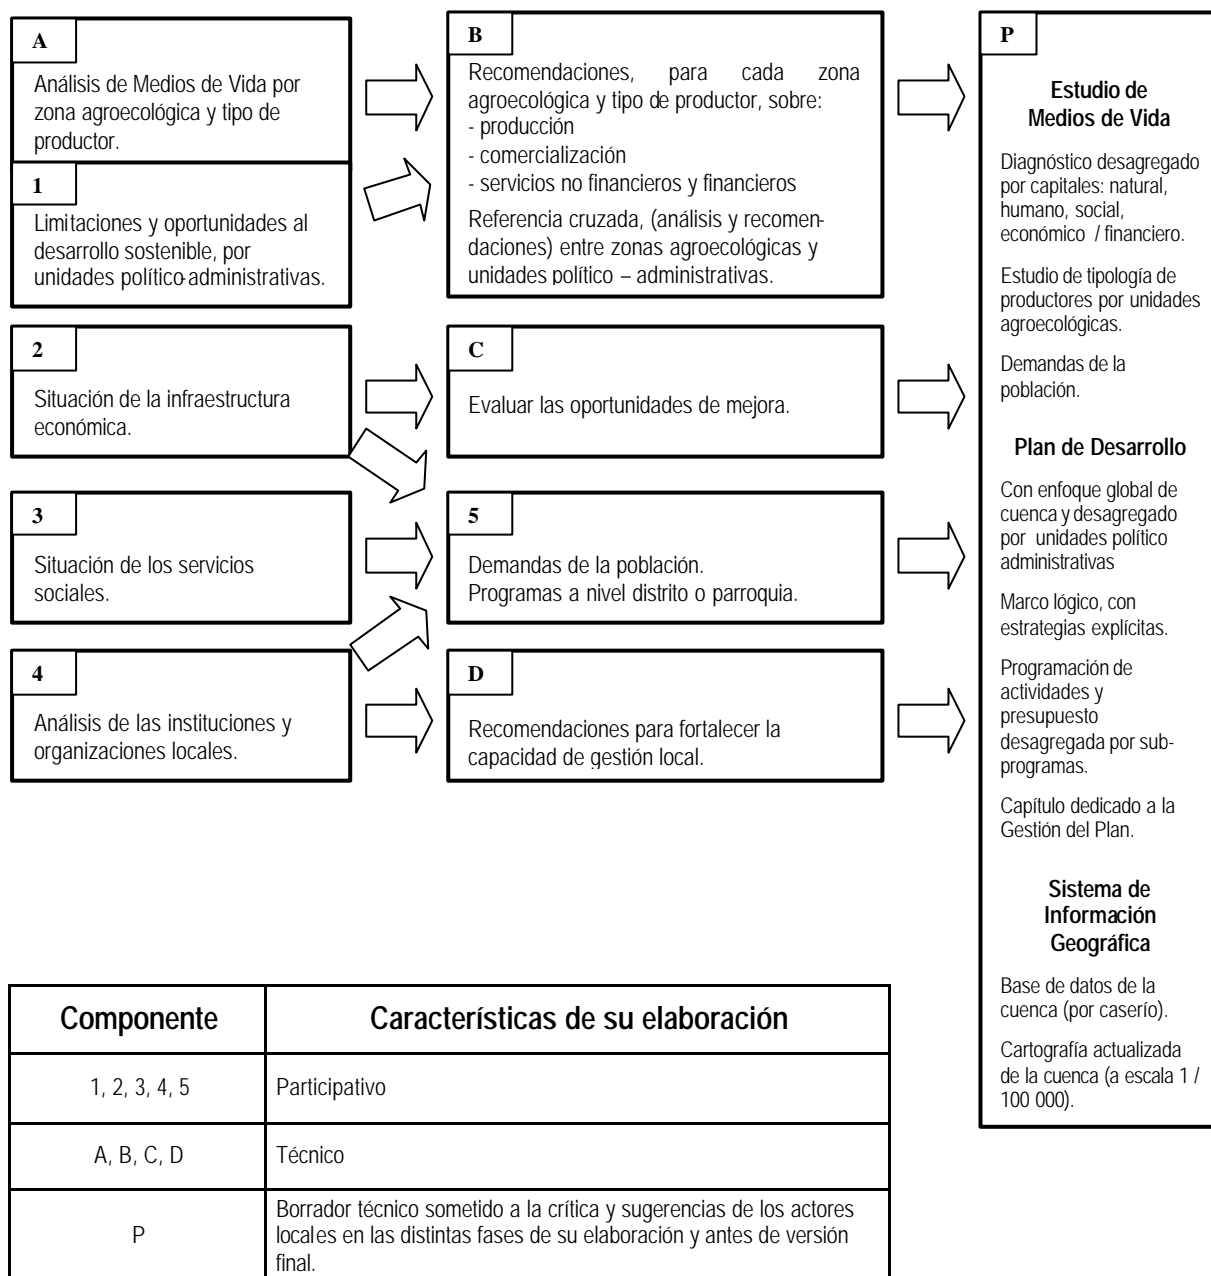 A
Análisis de Medios de Vida por
zona agroecológica y tipo de
productor.
1
Limitaciones y oportunidades al
desarrollo sostenible, por
unidades político-administrativas.
B
Recomendaciones, para cada zona
agroecológica y tipo de productor, sobre:
- producción
- comercialización
- servicios no financieros y financieros
Referencia cruzada, (análisis y recomen-
daciones) entre zonas agroecológicas y
unidades político – administrativas.
2
Situación de la infraestructura
económica.
C
Evaluar las oportunidades de mejora.
3
Situación de los servicios
sociales.
5
Demandas de la población.
Programas a nivel distrito o parroquia.
4
Análisis de las instituciones y
organizaciones locales.
D
Recomendaciones para fortalecer la
capacidad de gestión local.
P
Estudio de
Medios de Vida
Diagnóstico desagregado
por capitales: natural,
humano, social,
económico / financiero.
Estudio de tipología de
productores por unidades
agroecológicas.
Demandas de la
población.
Plan de Desarrollo
Con enfoque global de
cuenca y desagregado
por unidades político
administrativas
Marco lógico, con
estrategias explícitas.
Programación de
actividades y
presupuesto
desagregada por sub-
programas.
Capítulo dedicado a la
Gestión del Plan.
Sistema de
Información
Geográfica
Base de datos de la
cuenca (por caserío).
Cartografía actualizada
de la cuenca (a escala 1 /
100 000).
Componente
Características de su elaboración
1, 2, 3, 4, 5
Participativo
A, B, C, D
Técnico
P
Borrador técnico sometido a la crítica y sugerencias de los actores
locales en las distintas fases de su elaboración y antes de versión
final.